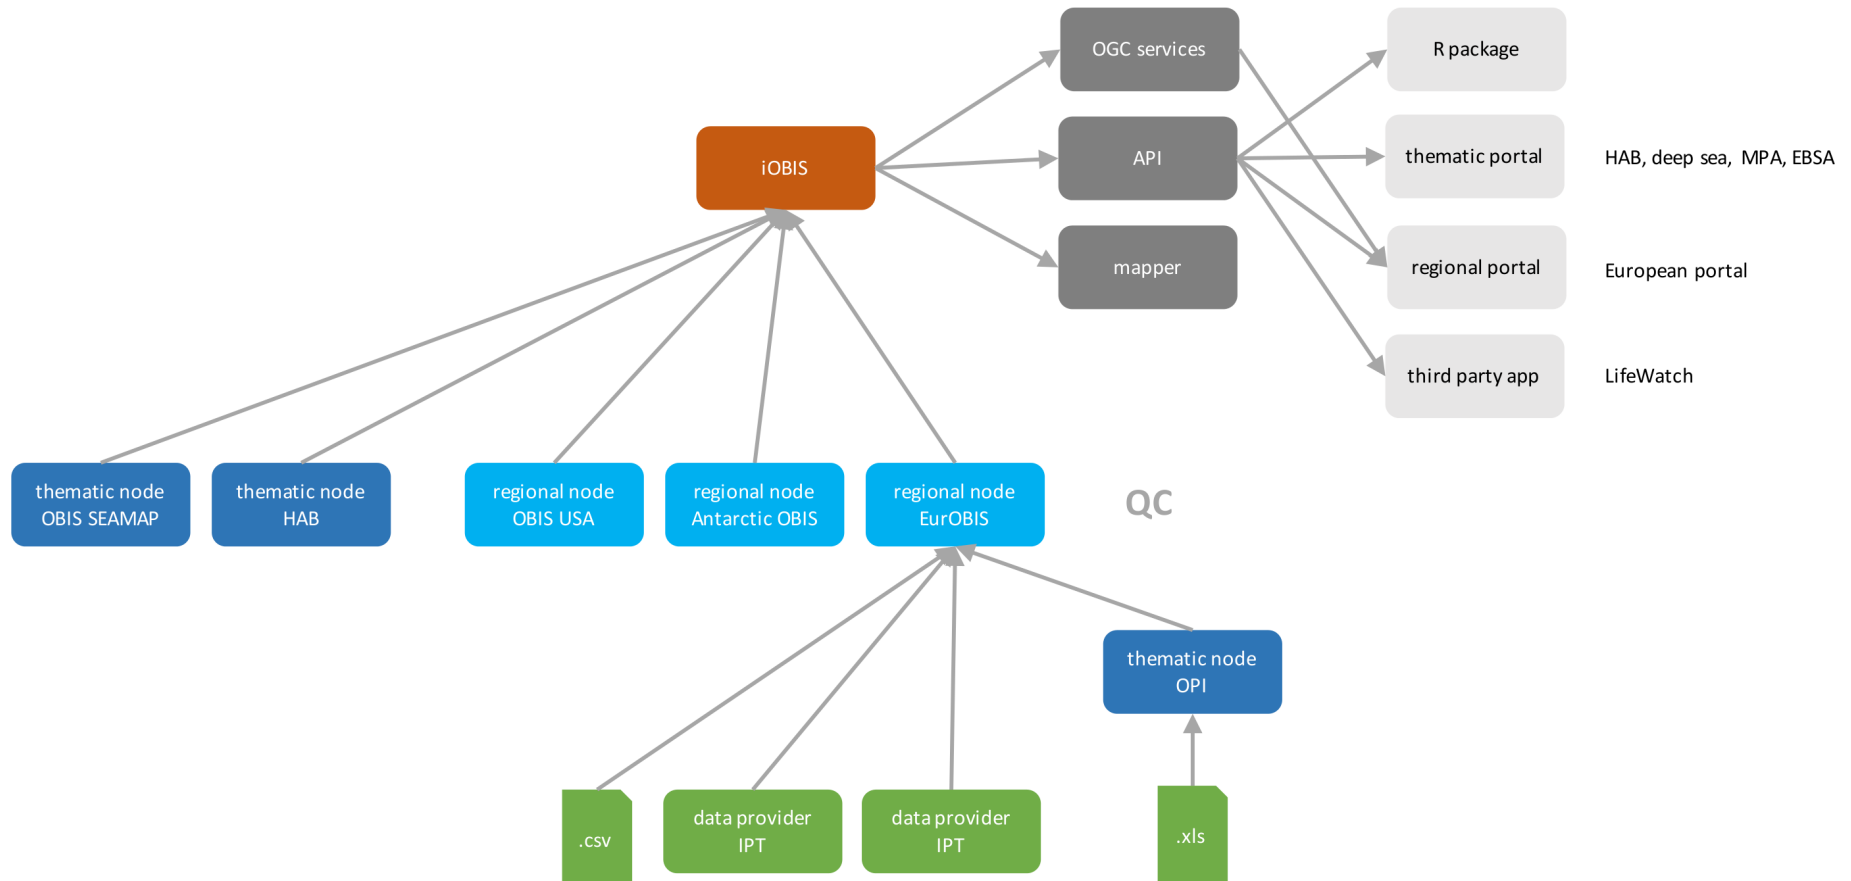 OGC services
R package
iOBIS
API
thematic portal
HAB, deep sea, MPA, EBSA
mapper
regional portal
European portal
third party app
LifeWatch
thematic node
OBIS SEAMAP
thematic node
HAB
regional node
OBIS USA
regional node
Antarctic OBIS
regional node
EurOBIS
QC
thematic node
OPI
.csv
data provider
IPT
data provider
IPT
.xls